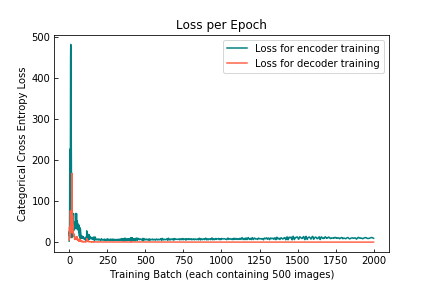 Loss per Epoch
Loss for encoder training
Loss for decoder training
Categorical Cross Entropy Loss
500
400
300
200
100
0
0 250 500 750 1000 1250 1500 1750 2000
Training Batch (each containing 500 images)